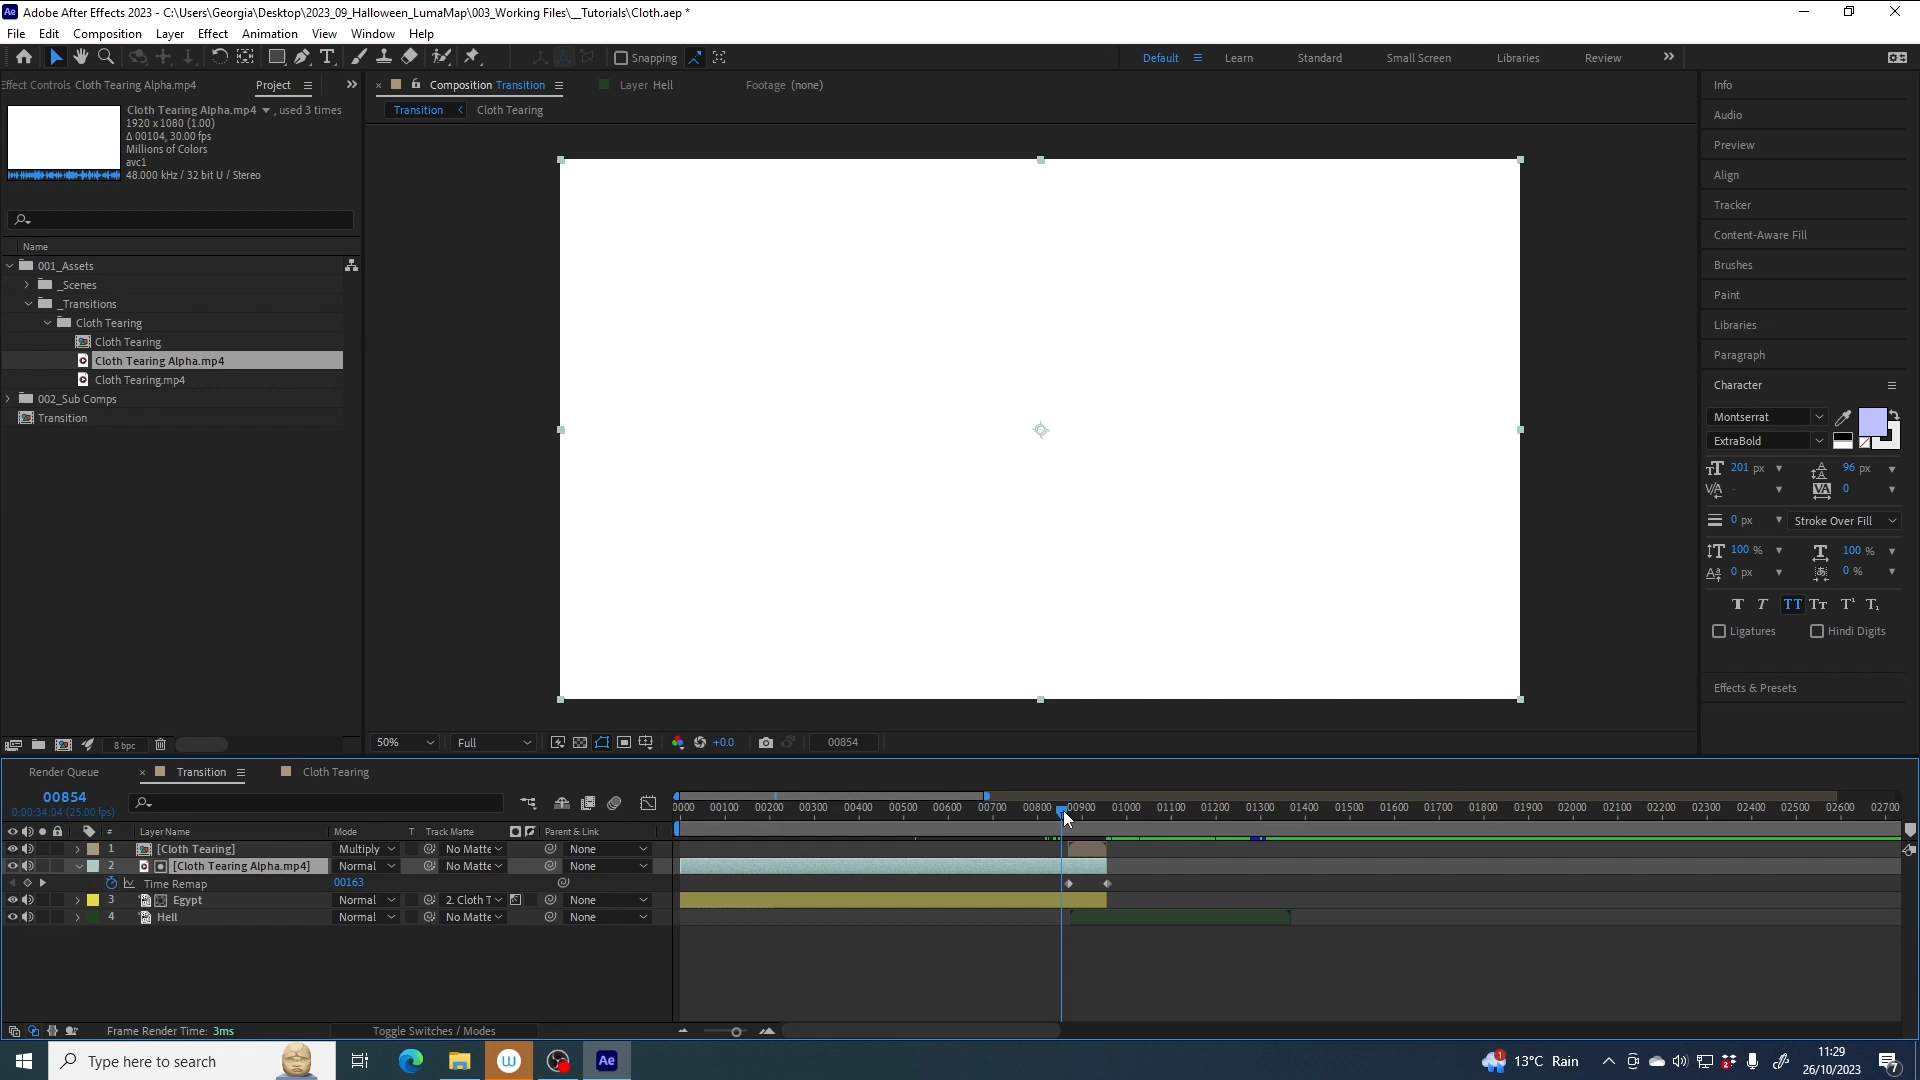 Adobe After Effects 2023 - C:\Users\Georgia\Desktop\2023_09_Halloween_LumaMap\003_Working Files\__Tutorials\Cloth.aep *
File Edit Composition Layer Effect Animation View Window Help
Snapping
Default Learn Standard Small Screen Libraries Review
Effect Controls Cloth Tearing Alpha.mp4 Project
Composition Transition Layer Hell Footage (none)
Transition Cloth Tearing
Cloth Tearing Alpha.mp4 , used 3 times
1920 x 1080 (1.00)
Δ 00104, 30.00 fps
Millions of Colors
avc1
48.000 kHz / 32 bit U / Stereo
Name
001_Assets
_Scenes
_Transitions
Cloth Tearing
Cloth Tearing
Cloth Tearing Alpha.mp4
Cloth Tearing.mp4
002_Sub Comps
Transition
8 bpc
50% Full +0.0 00854
Info
Audio
Preview
Align
Tracker
Content-Aware Fill
Brushes
Paint
Libraries
Paragraph
Character
Montserrat
ExtraBold
201 px 96 px
- 0
0 px Stroke Over Fill
100 % 100 %
0 px 0 %
Ligatures Hindi Digits
Effects & Presets
Render Queue Transition Cloth Tearing
00854
0:00:34:04 (25.00 fps)
0000 00100 00200 00300 00400 00500 00600 00700 00800 00900 01000 01100 01200 01300 01400 01500 01600 01700 01800 01900 02000 02100 02200 02300 02400 02500 02600 02700
# Layer Name Mode T Track Matte Parent & Link
1 [Cloth Tearing] Multiply No Matte None
2 [Cloth Tearing Alpha.mp4] Normal No Matte None
Time Remap 00163
3 Egypt Normal 2. Cloth T None
4 Hell Normal No Matte None
Frame Render Time: 3ms Toggle Switches / Modes
Type here to search
Ae
13°C Rain
11:29
26/10/2023
7